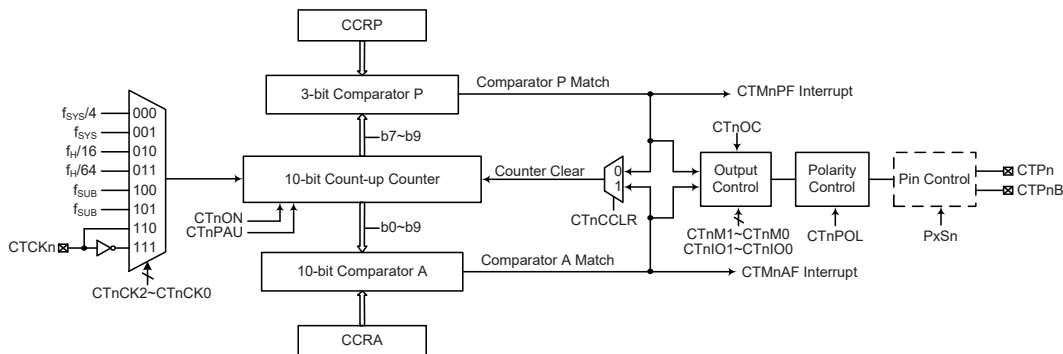 CCRP
3-bit Comparator P
Comparator P Match
CTMnPF Interrupt
b7~b9
fSYS/4
000
fSYS
001
fH/16
010
fH/64
011
fSUB
100
fSUB
101
110
CTCKn
111
CTnCK2~CTnCK0
10-bit Count-up Counter
Counter Clear
0
1
CTnCCLR
CTnON
CTnPAU
b0~b9
CTnOC
Output
Control
CTnM1~CTnM0
CTnIO1~CTnIO0
Polarity
Control
CTnPOL
Pin Control
PxSn
CTPn
CTPnB
10-bit Comparator A
Comparator A Match
CTMnAF Interrupt
CCRA